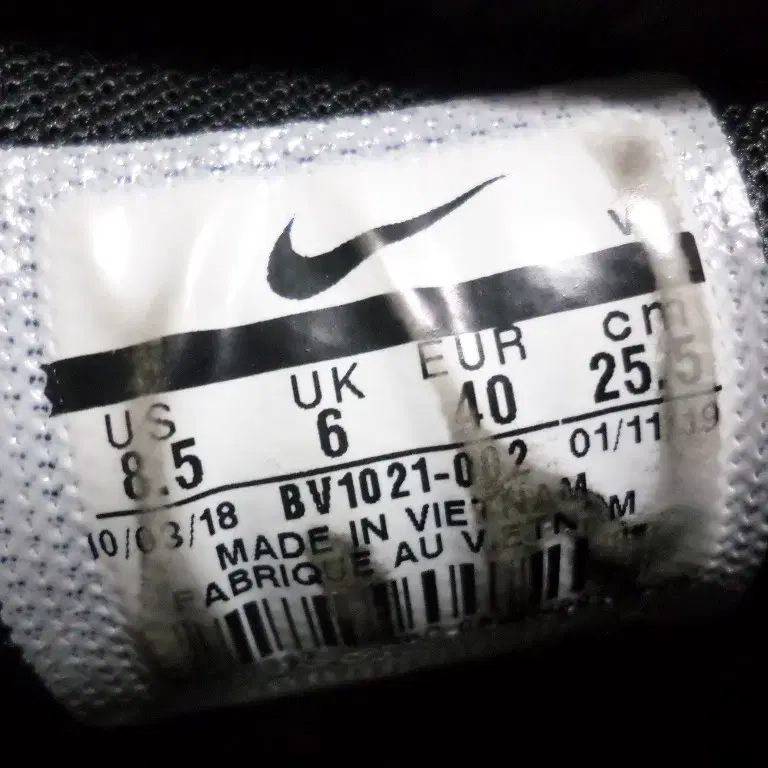 US UK EUR cm
8.5 6 40 25.5
10/03/18 BV1021-002 01/11/19
MADE IN VIETNAM
FABRIQUE AU VIETNAM